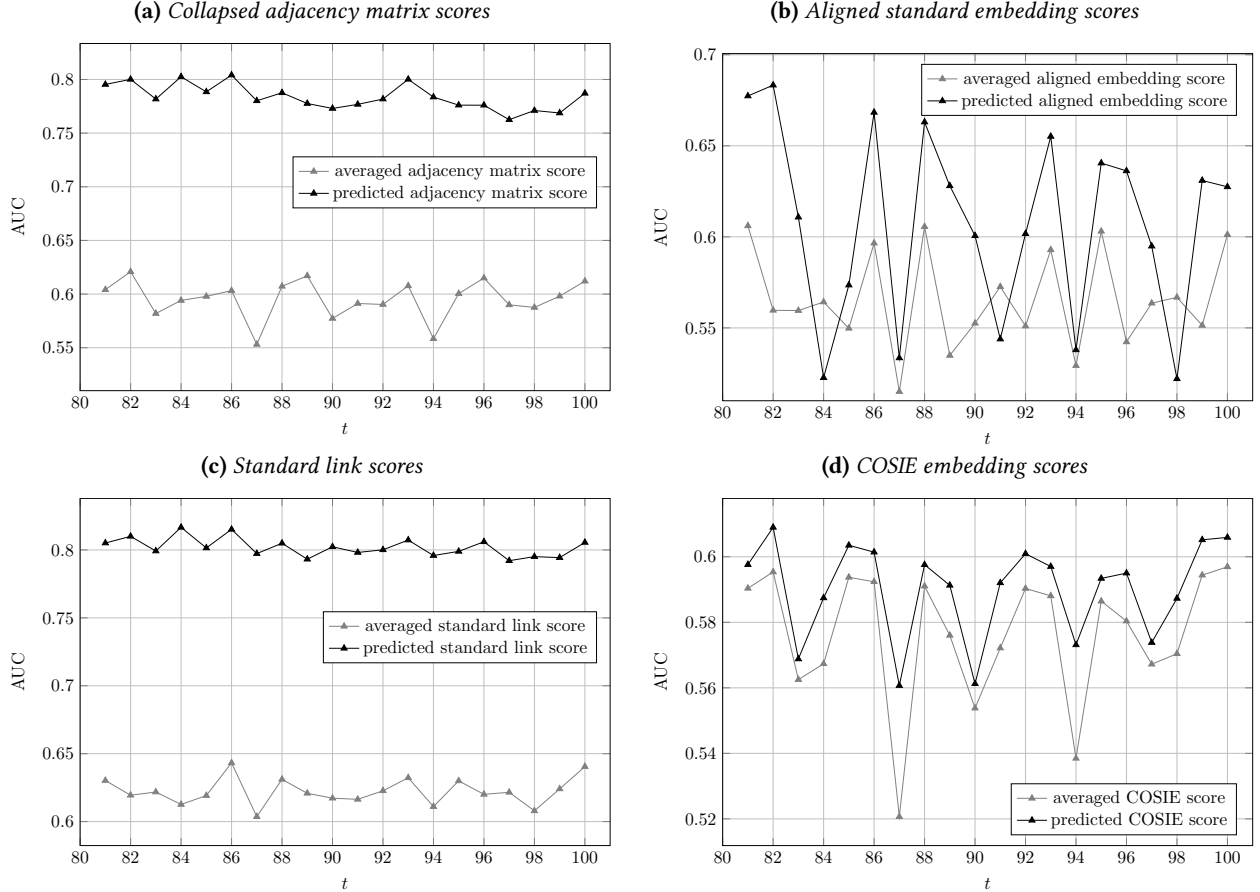 (a) Collapsed adjacency matrix scores
0.8
0.75
0.7
0.65
0.6
0.55
AUC
averaged adjacency matrix score
predicted adjacency matrix score
80 82 84 86 88 90 92 94 96 98 100
t
(b) Aligned standard embedding scores
0.7
0.65
0.6
0.55
AUC
averaged aligned embedding score
predicted aligned embedding score
80 82 84 86 88 90 92 94 96 98 100
t
(c) Standard link scores
0.8
0.75
0.7
0.65
0.6
AUC
averaged standard link score
predicted standard link score
80 82 84 86 88 90 92 94 96 98 100
t
(d) COSIE embedding scores
0.6
0.58
0.56
0.54
0.52
AUC
averaged COSIE score
predicted COSIE score
80 82 84 86 88 90 92 94 96 98 100
t